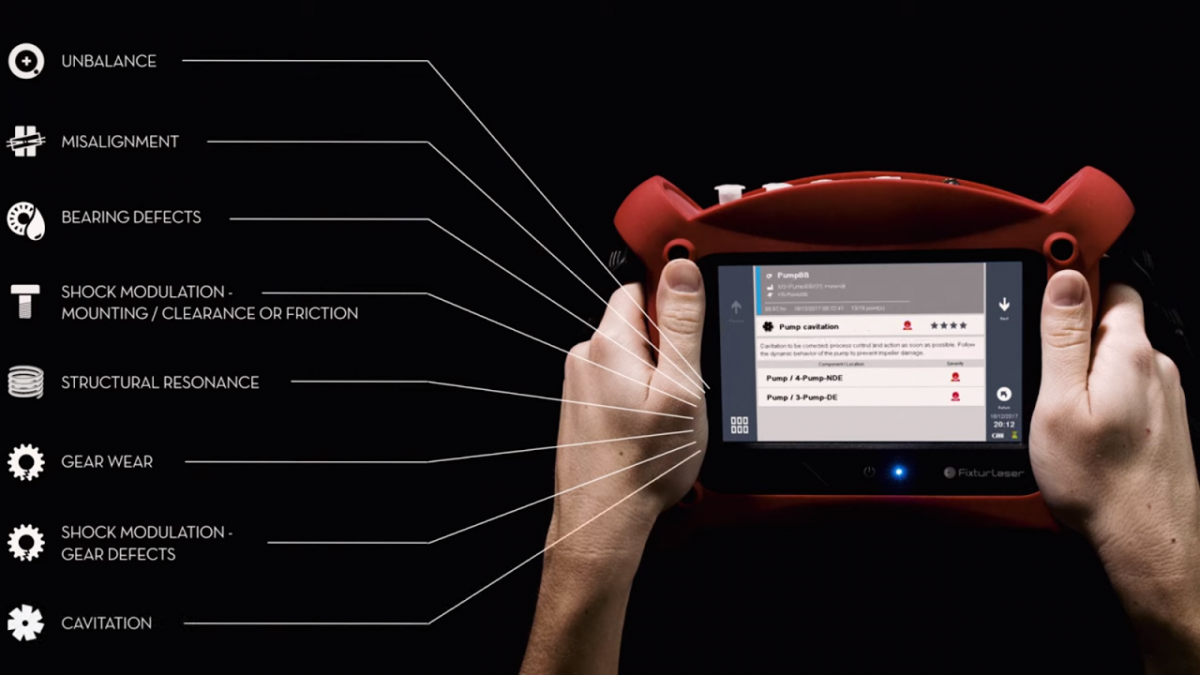 UNBALANCE
MISALIGNMENT
BEARING DEFECTS
SHOCK MODULATION -
MOUNTING / CLEARANCE OR FRICTION
STRUCTURAL RESONANCE
GEAR WEAR
SHOCK MODULATION -
GEAR DEFECTS
CAVITATION
Pump88
Pump cavitation
Cavitation to be corrected: process control and action as soon as possible. Follow
the dynamic behavior of the pump to prevent impeller damage.
Component / Location
Severity
Pump / 4-Pump-NDE
Pump / 3-Pump-DE
Next
Return
18/12/2017
20:12
FixturLaser